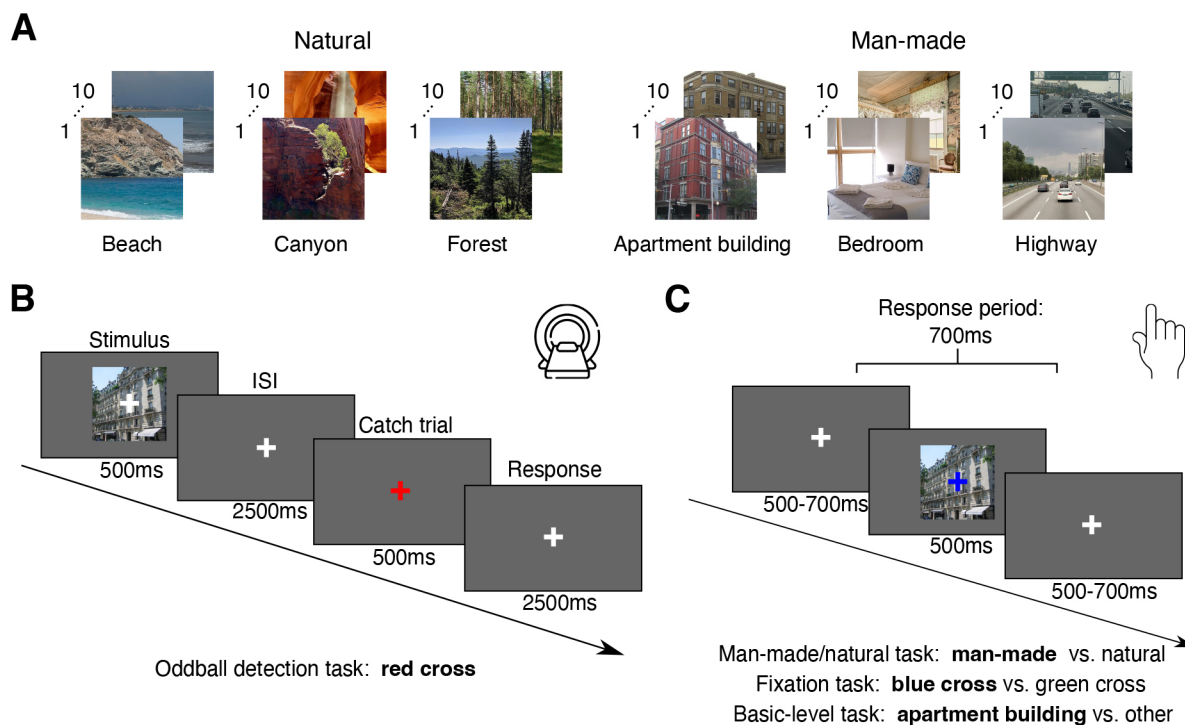 A
Natural
Man-made
10
1
10
1
10
1
10
1
10
1
10
1
Beach
Canyon
Forest
Apartment building
Bedroom
Highway
B
Stimulus
500ms
ISI
2500ms
Catch trial
500ms
Response
2500ms
Oddball detection task: red cross
C
Response period:
700ms
500-700ms
500ms
500-700ms
Man-made/natural task: man-made vs. natural
Fixation task: blue cross vs. green cross
Basic-level task: apartment building vs. other